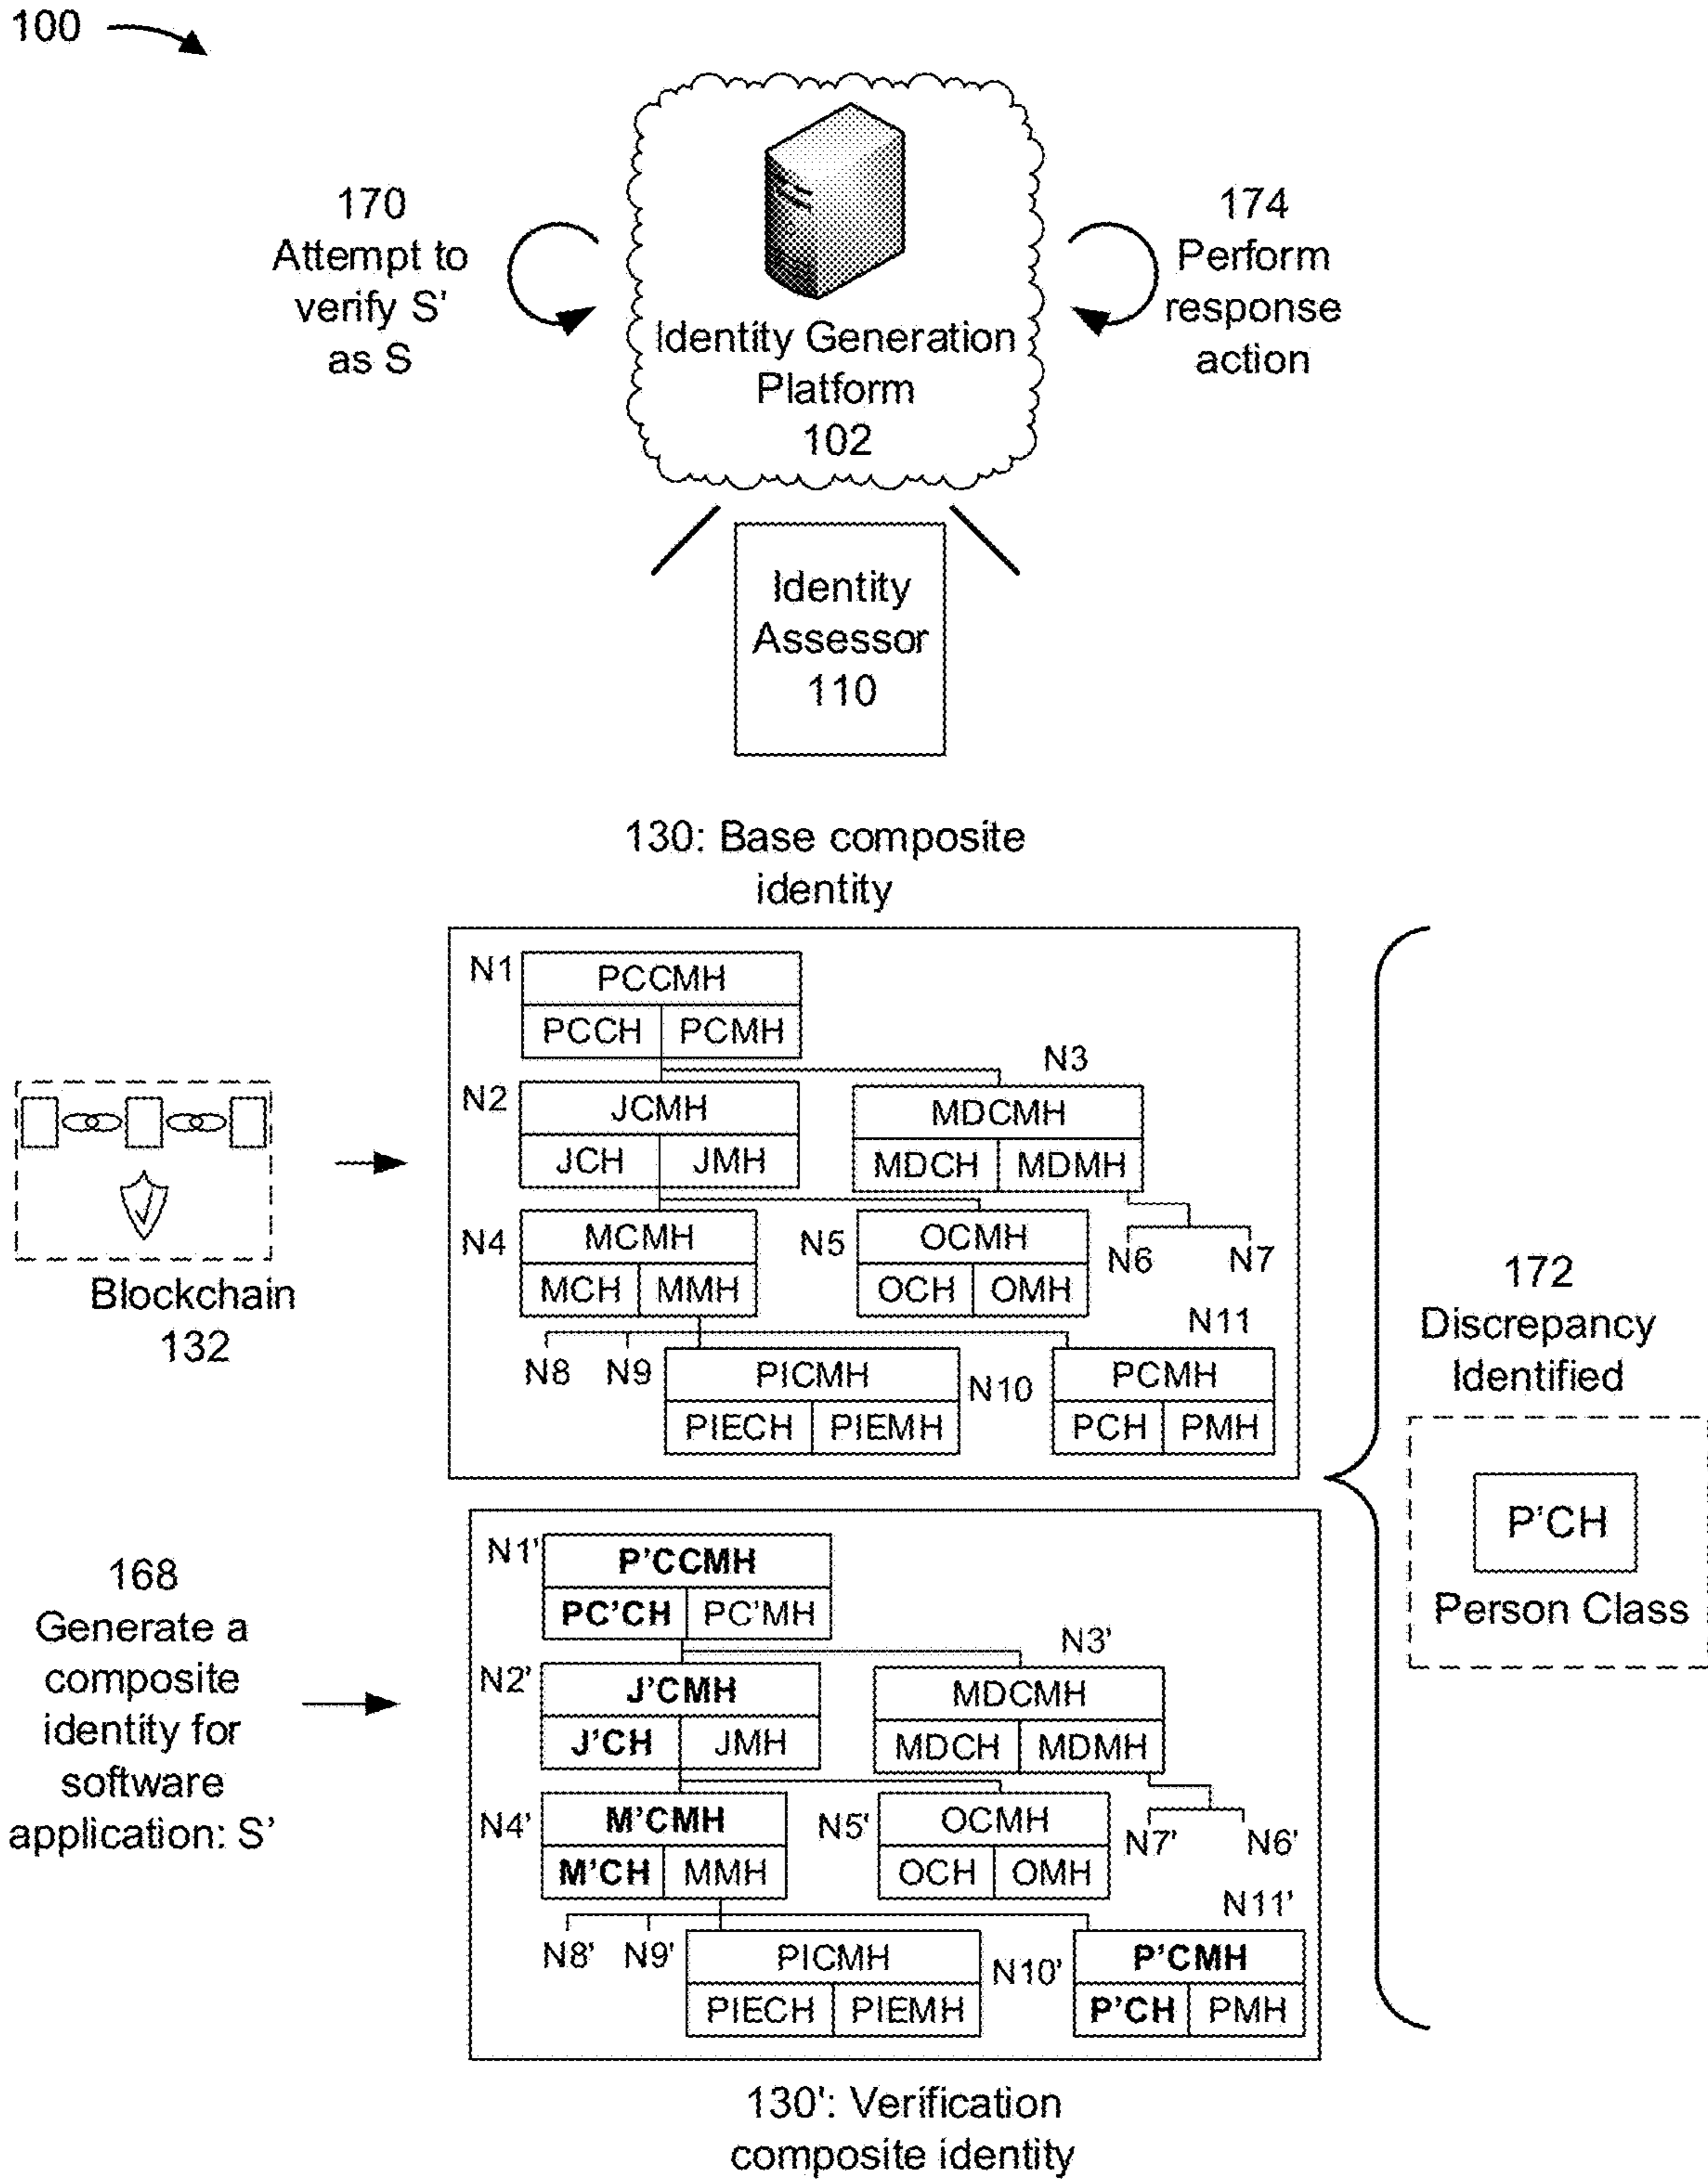 100
170
Attempt to
verify S'
as S
174
Perform
response
action
Identity Generation
Platform
102
Identity
Assessor
110
130: Base composite
identity
N1
PCCMH
PCCH
PCMH
N3
N2
JCMH
MDCMH
JCH
JMH
MDCH
MDMH
N4
MCMH
N5
OCMH
N6
N7
MCH
MMH
OCH
OMH
N11
N8
N9
PICMH
N10
PCMH
PIECH
PIEMH
PCH
PMH
Blockchain
132
172
Discrepancy
Identified
P'CH
Person Class
168
Generate a
composite
identity for
software
application: S'
N1'
P'CCMH
PC'CH
PC'MH
N3'
N2'
J'CMH
MDCMH
J'CH
JMH
MDCH
MDMH
N4'
M'CMH
N5'
OCMH
N7'
N6'
M'CH
MMH
OCH
OMH
N11'
N8'
N9'
PICMH
N10'
P'CMH
PIECH
PIEMH
P'CH
PMH
130': Verification
composite identity